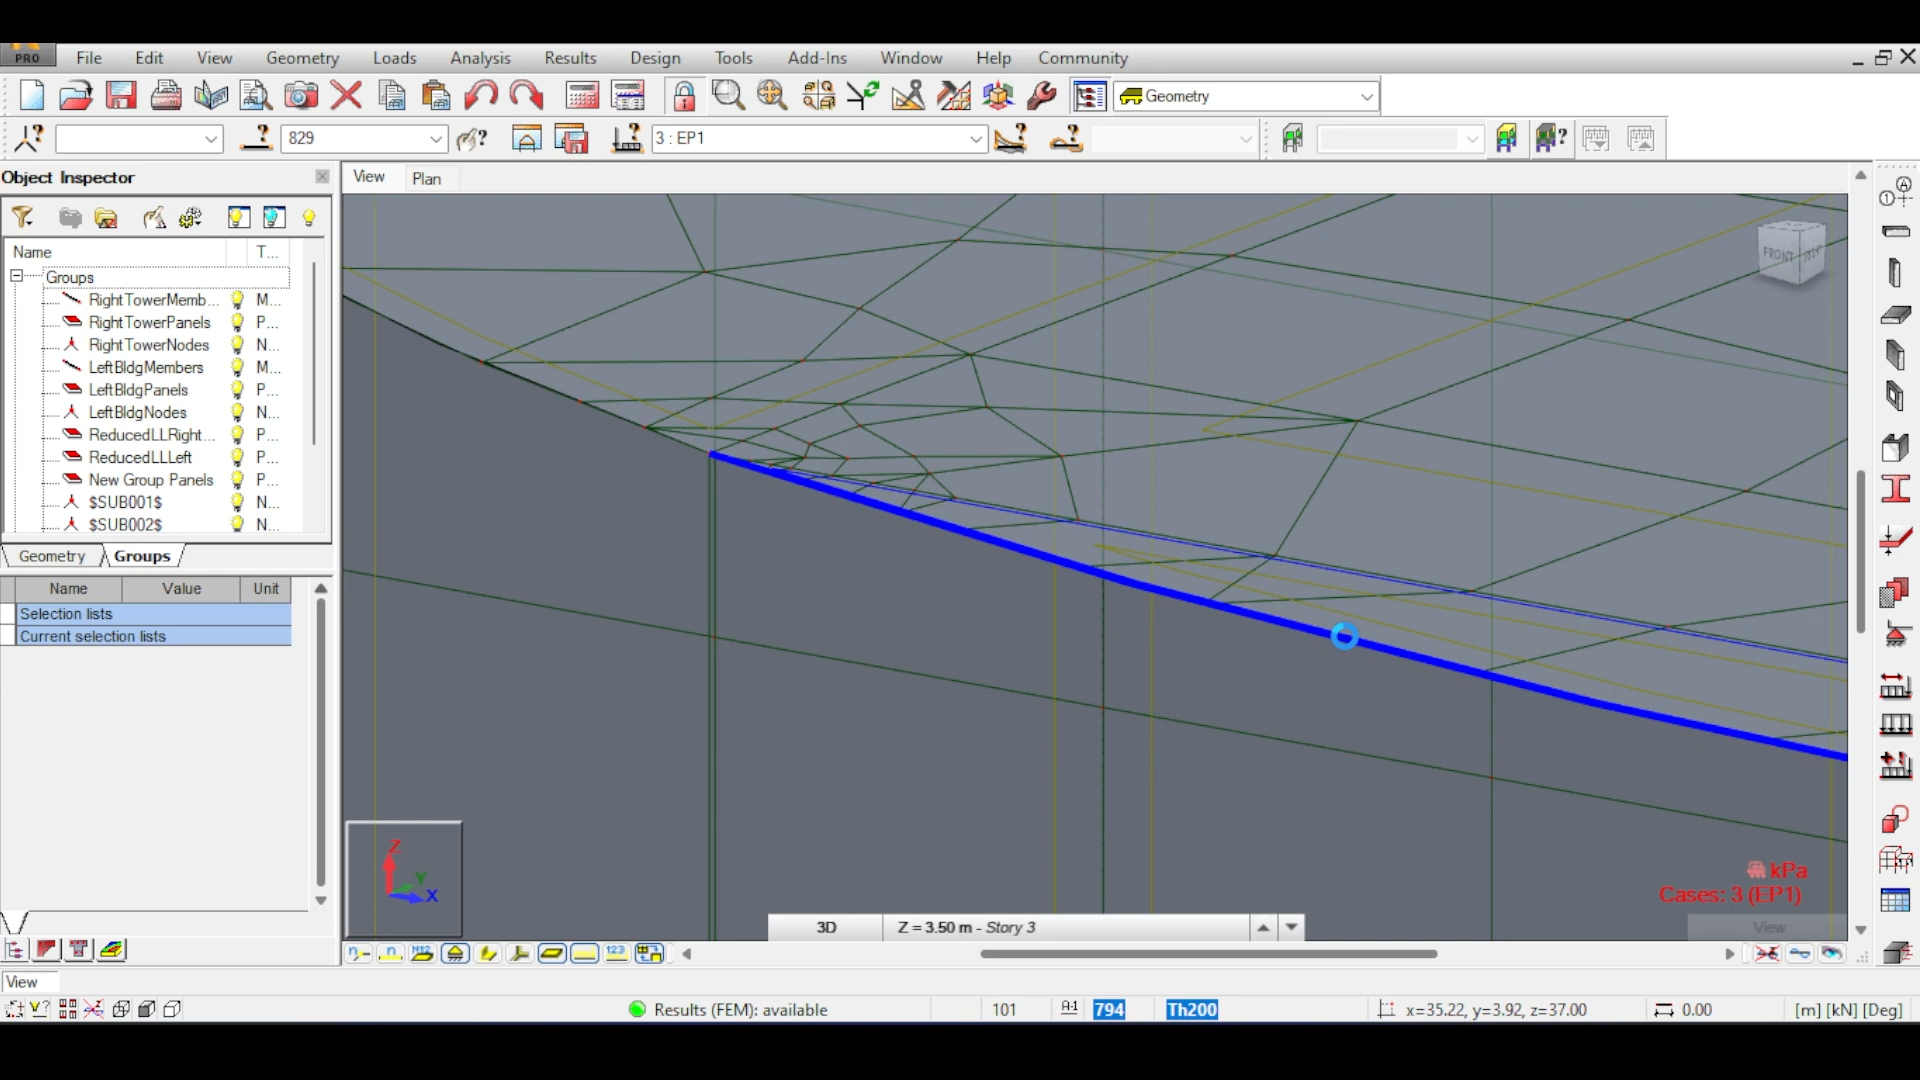 PRO File Edit View Geometry Loads Analysis Results Design Tools Add-Ins Window Help Community
Geometry
829 3 : EP1
Object Inspector
View Plan
Name T...
Groups
RightTowerMemb... M...
RightTowerPanels P...
RightTowerNodes N...
LeftBldgMembers M...
LeftBldgPanels P...
LeftBldgNodes N...
ReducedLLRight... P...
ReducedLLLeft P...
New Group Panels P...
$SUB001$ N...
$SUB002$ N...
Geometry Groups
Name Value Unit
Selection lists
Current selection lists
FRONT
Z
Y
X
kPa
Cases: 3 (EP1)
3D Z = 3.50 m - Story 3
View
View
Results (FEM): available 101 794 Th200 x=35.22, y=3.92, z=37.00 0.00 [m] [kN] [Deg]